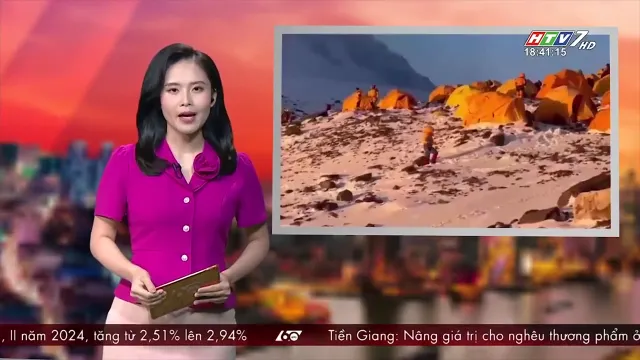 HTV7 HD
18:41:15
, II năm 2024, tăng từ 2,51% lên 2,94% 60 Tiền Giang: Nâng giá trị cho nghêu thương phẩm ở